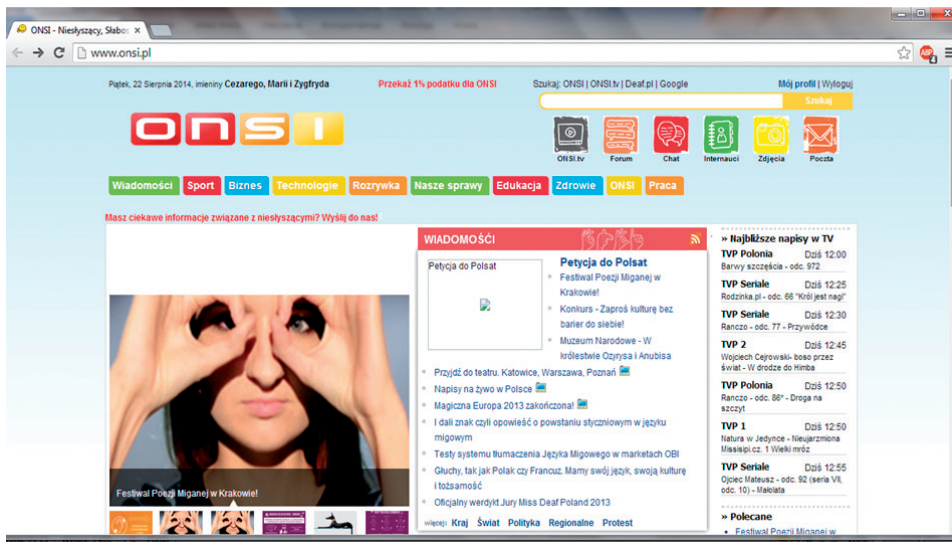 ONSI - Niesłyszący, Słabos
www.onsi.pl
Piątek, 22 Sierpnia 2014, imieniny Cezarego, Marii i Zygfryda
Przekaż 1% podatku dla ONSI
Szukaj: ONSI | ONSI.tv | Deaf.pl | Google
Mój profil | Wyloguj
Szukaj
onsi
ONSI.tv
Forum
Chat
Internauci
Zdjęcia
Poczta
Wiadomości Sport Biznes Technologie Rozrywka Nasze sprawy Edukacja Zdrowie ONSI Praca
Masz ciekawe informacje związane z niesłyszącymi? Wyślij do nas!
Festiwal Poezji Miganej w Krakowie!
WIADOMOŚĆI
Petycja do Polsat
Petycja do Polsat
Festiwal Poezji Miganej w
Krakowie!
Konkurs - Zaproś kulturę bez
barier do siebie!
Muzeum Narodowe - W
królestwie Ozyrysa i Anubisa
Przyjdź do teatru. Katowice, Warszawa, Poznań
Napisy na żywo w Polsce
Magiczna Europa 2013 zakończona!
I dali znak czyli opowieść o powstaniu styczniowym w języku
migowym
Testy systemu tłumaczenia Języka Migowego w marketach OBI
Głuchy, tak jak Polak czy Francuz. Mamy swój język, swoją kulturę
i tożsamość
Oficjalny werdykt Jury Miss Deaf Poland 2013
więcej: Kraj Świat Polityka Regionalne Protest
» Najbliższe napisy w TV
TVP Polonia Dziś 12:00
Barwy szczęścia - odc. 972
TVP Seriale Dziś 12:25
Rodzinka.pl - odc. 66 "Król jest nagi"
TVP Seriale Dziś 12:30
Ranczo - odc. 77 - Przywódce
TVP 2 Dziś 12:45
Wojciech Cejrowski- boso przez
świat - W drodze do Himba
TVP Polonia Dziś 12:50
Ranczo - odc. 86* - Droga na
szczyt
TVP 1 Dziś 12:50
Natura w Jedynce - Nieujarzmiona
Missisipi.cz. 1 Wielki mróz
TVP Seriale Dziś 12:55
Ojciec Mateusz - odc. 92 (seria VII,
odc. 10) - Małolata
» Polecane
Festiwal Poezji Miganej w